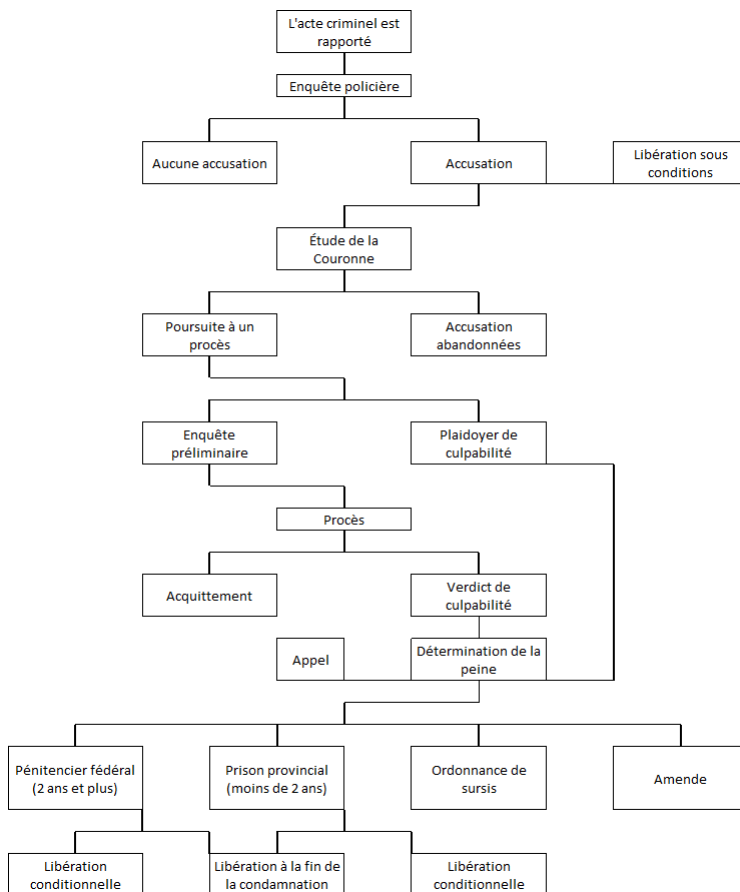 L'acte criminel est
rapporté
Enquête policière
Aucune accusation
Accusation
Libération sous
conditions
Étude de la
Couronne
Poursuite à un
procès
Accusation
abandonnées
Enquête
préliminaire
Plaidoyer de
culpabilité
Procès
Acquittement
Verdict de
culpabilité
Appel
Détermination de la
peine
Pénitencier fédéral
(2 ans et plus)
Prison provincial
(moins de 2 ans)
Ordonnance de
sursis
Amende
Libération
conditionnelle
Libération à la fin de
la condamnation
Libération
conditionnelle